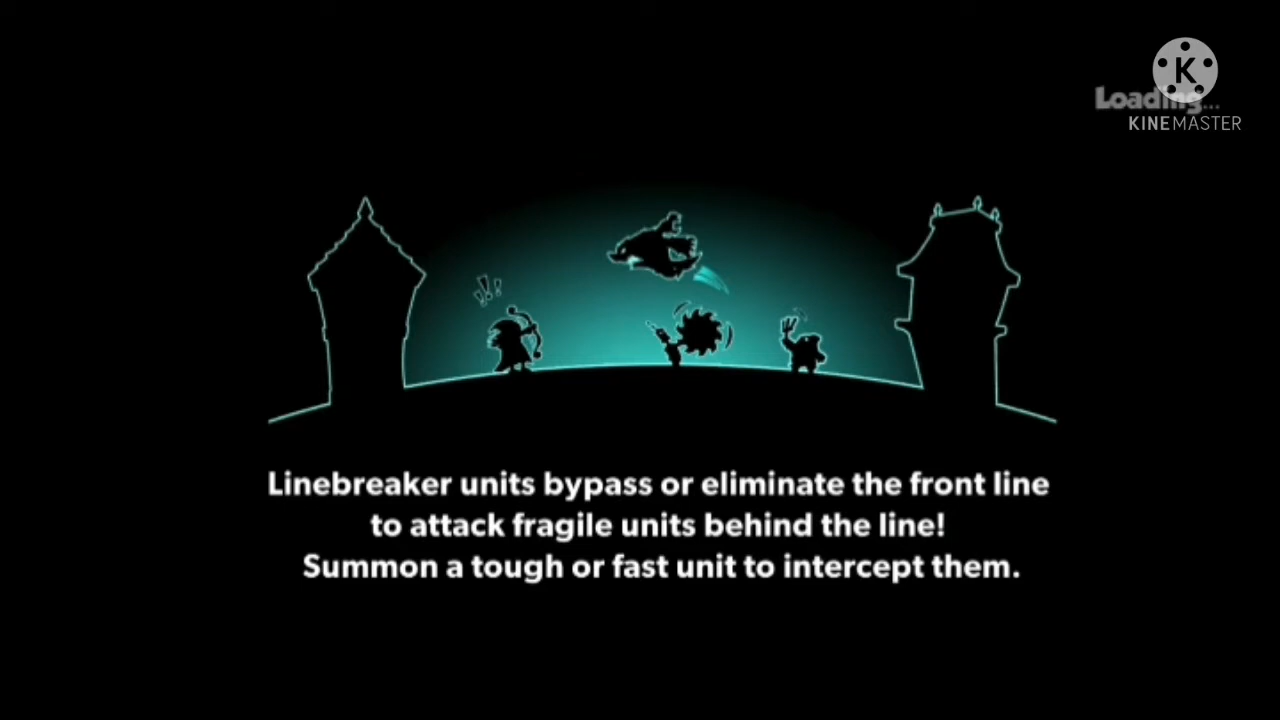 K
Loading...
KINEMASTER
!!!
Linebreaker units bypass or eliminate the front line
to attack fragile units behind the line!
Summon a tough or fast unit to intercept them.